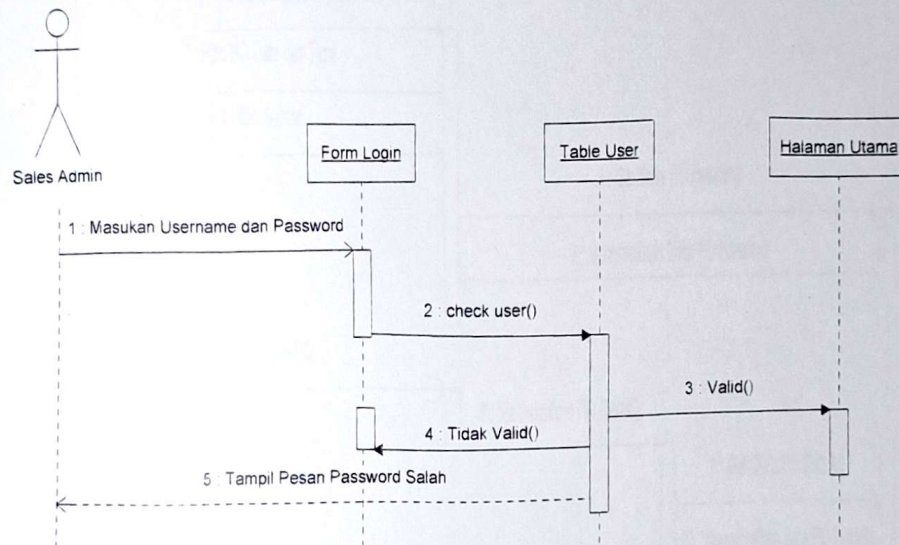 Sales Admin
Form Login
Table User
Halaman Utama
1 : Masukan Username dan Password
2 : check user()
3 : Valid()
4 : Tidak Valid()
5 : Tampil Pesan Password Salah